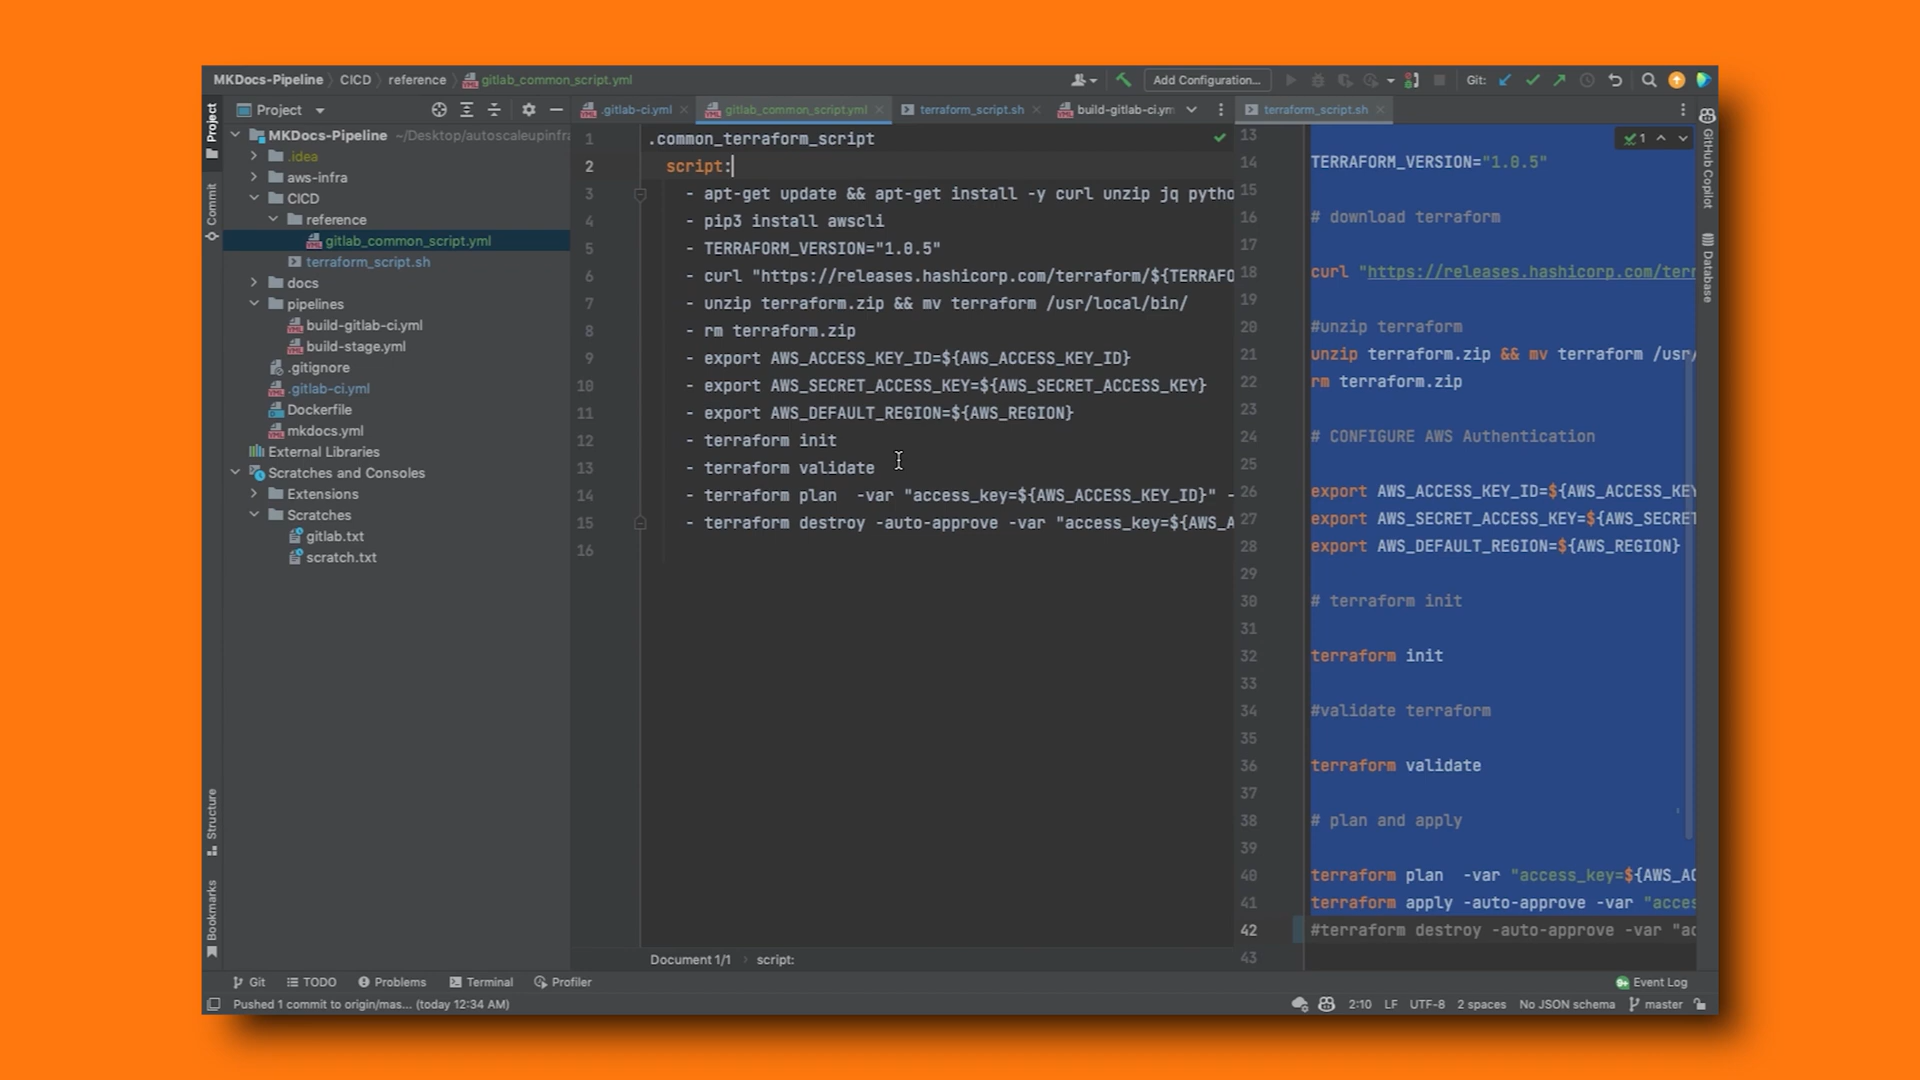 MKDocs-Pipeline
CICD
reference
gitlab_common_script.yml
Add Configuration...
Git:
Project
Project
.gitlab-ci.yml
gitlab_common_script.yml
terraform_script.sh
build-gitlab-ci.ym
terraform_script.sh
MKDocs-Pipeline ~/Desktop/autoscaleupinfra
.idea
aws-infra
CICD
reference
gitlab_common_script.yml
terraform_script.sh
docs
pipelines
build-gitlab-ci.yml
build-stage.yml
.gitignore
.gitlab-ci.yml
Dockerfile
mkdocs.yml
External Libraries
Scratches and Consoles
Extensions
Scratches
gitlab.txt
scratch.txt
Commit
Structure
Bookmarks
1 .common_terraform_script
2 script:
3 - apt-get update && apt-get install -y curl unzip jq pytho
4 - pip3 install awscli
5 - TERRAFORM_VERSION="1.0.5"
6 - curl "https://releases.hashicorp.com/terraform/${TERRAFO
7 - unzip terraform.zip && mv terraform /usr/local/bin/
8 - rm terraform.zip
9 - export AWS_ACCESS_KEY_ID=${AWS_ACCESS_KEY_ID}
10 - export AWS_SECRET_ACCESS_KEY=${AWS_SECRET_ACCESS_KEY}
11 - export AWS_DEFAULT_REGION=${AWS_REGION}
12 - terraform init
13 - terraform validate
14 - terraform plan  -var "access_key=${AWS_ACCESS_KEY_ID}" -
15 - terraform destroy -auto-approve -var "access_key=${AWS_A
16
Document 1/1
script:
1
13
14 TERRAFORM_VERSION="1.0.5"
15
16 # download terraform
17
18 curl "https://releases.hashicorp.com/terr
19
20 #unzip terraform
21 unzip terraform.zip && mv terraform /usr/
22 rm terraform.zip
23
24 # CONFIGURE AWS Authentication
25
26 export AWS_ACCESS_KEY_ID=${AWS_ACCESS_KEY
27 export AWS_SECRET_ACCESS_KEY=${AWS_SECRET
28 export AWS_DEFAULT_REGION=${AWS_REGION}
29
30 # terraform init
31
32 terraform init
33
34 #validate terraform
35
36 terraform validate
37
38 # plan and apply
39
40 terraform plan  -var "access_key=${AWS_AC
41 terraform apply -auto-approve -var "acces
42 #terraform destroy -auto-approve -var "ac
43
GitHub Copilot
Database
Git
TODO
Problems
Terminal
Profiler
Event Log
Pushed 1 commit to origin/mas... (today 12:34 AM)
2:10
LF
UTF-8
2 spaces
No JSON schema
master